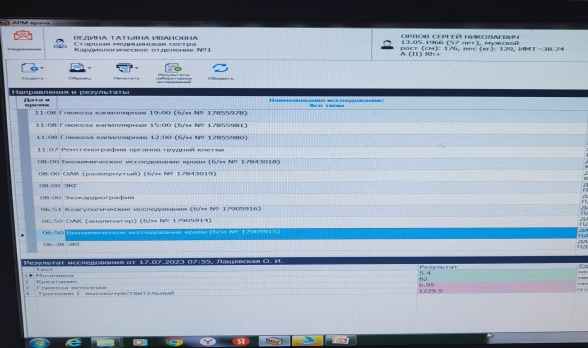 АРМ врача
Уведомления
ВЕДИНА ТАТЬЯНА ИВАНОВНА
Старшая медицинская сестра
Кардиологическое отделение №1
ОРЛОВ СЕРГЕЙ НИКОЛАЕВИЧ
13.05.1966 (57 лет), мужской
рост (см): 176, вес (кг): 120, ИМТ=38.74
A (II) Rh+
Создать
Образец
Печатать
Результаты лабораторных исследований
Обновить
Направления и результаты
Дата и время
Наименование исследования:
Все типы
11:08 Глюкоза капиллярная 19:00 (б/м № 17855978)
11:08 Глюкоза капиллярная 15:00 (б/м № 17855981)
11:08 Глюкоза капиллярная 12:00 (б/м № 17855980)
11:07 Рентгенография органов грудной клетки
08:00 Биохимическое исследование крови (б/м № 17843018)
08:00 ОАК (развернутый) (б/м № 17843019)
08:00 ЭКГ
08:00 Эхокардиография
06:51 Коагулогические исследования (б/м № 17905916)
06:50 ОАК (анализатор) (б/м № 17905914)
06:50 Биохимическое исследование крови (б/м № 17905915)
06:38 ЭКГ
Результат исследования от 17.07.2023 07:55, Лащевская О. И.
Тест Результат
1 Мочевина 5.4
2 Креатинин 82
3 Глюкоза венозная 6.95
4 Тропонин I высокочувствительный 1229.5